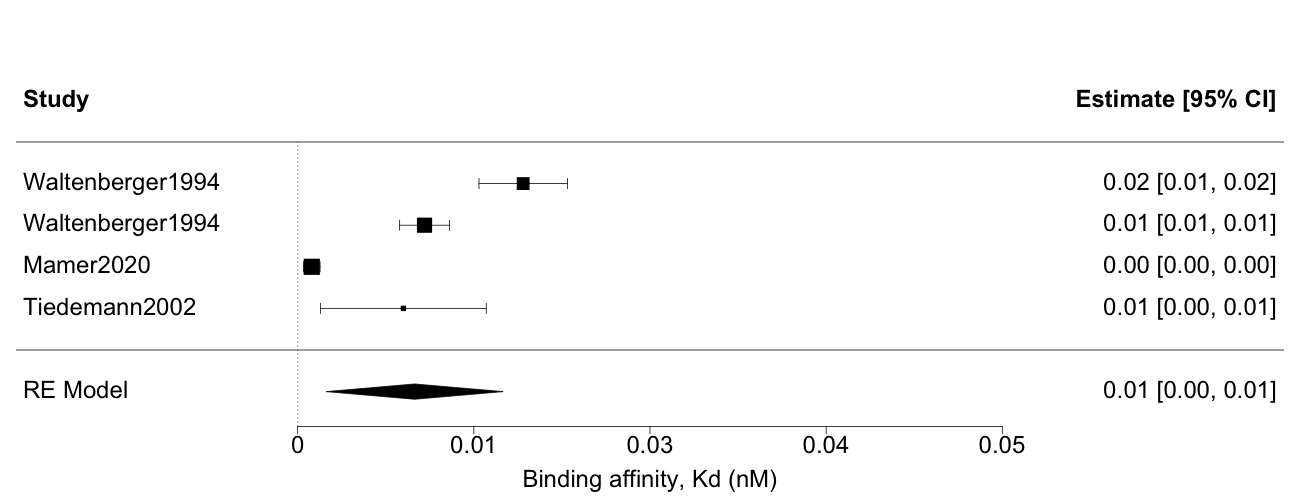 Study Estimate [95% CI]
Waltenberger1994 0.02 [0.01, 0.02]
Waltenberger1994 0.01 [0.01, 0.01]
Mamer2020 0.00 [0.00, 0.00]
Tiedemann2002 0.01 [0.00, 0.01]
RE Model 0.01 [0.00, 0.01]
0 0.01 0.03 0.04 0.05
Binding affinity, Kd (nM)